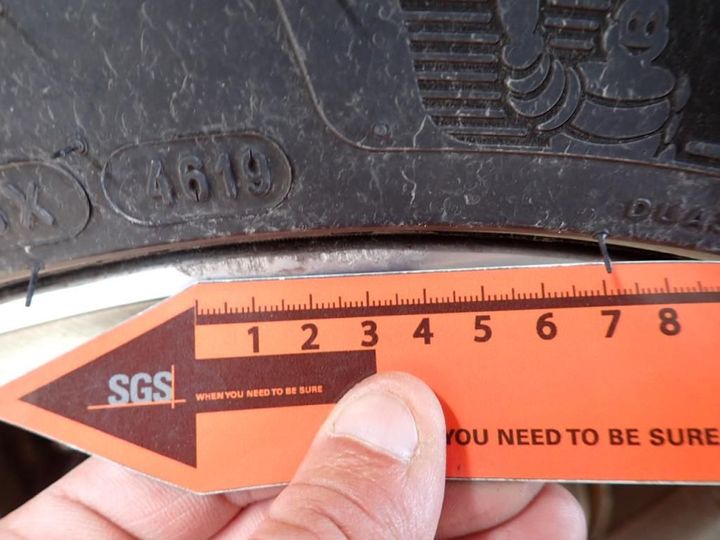 4619
1 2 3 4 5 6 7 8
SGS
WHEN YOU NEED TO BE SURE
YOU NEED TO BE SURE